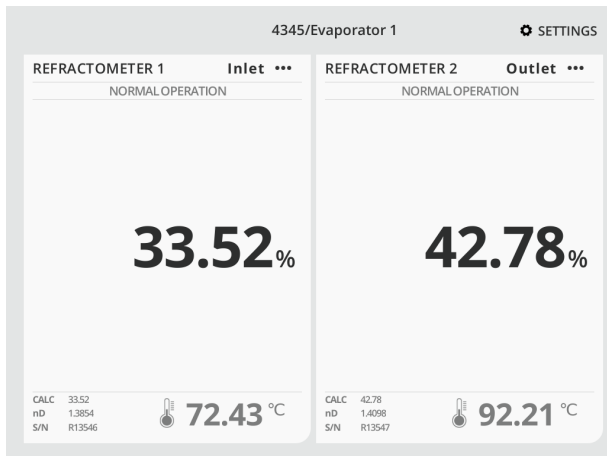 4345/Evaporator 1
SETTINGS
REFRACTOMETER 1 Inlet •••
NORMAL OPERATION
33.52%
CALC 33.52
nD 1.3854
S/N R13546
72.43 °C
REFRACTOMETER 2 Outlet •••
NORMAL OPERATION
42.78%
CALC 42.78
nD 1.4098
S/N R13547
92.21 °C